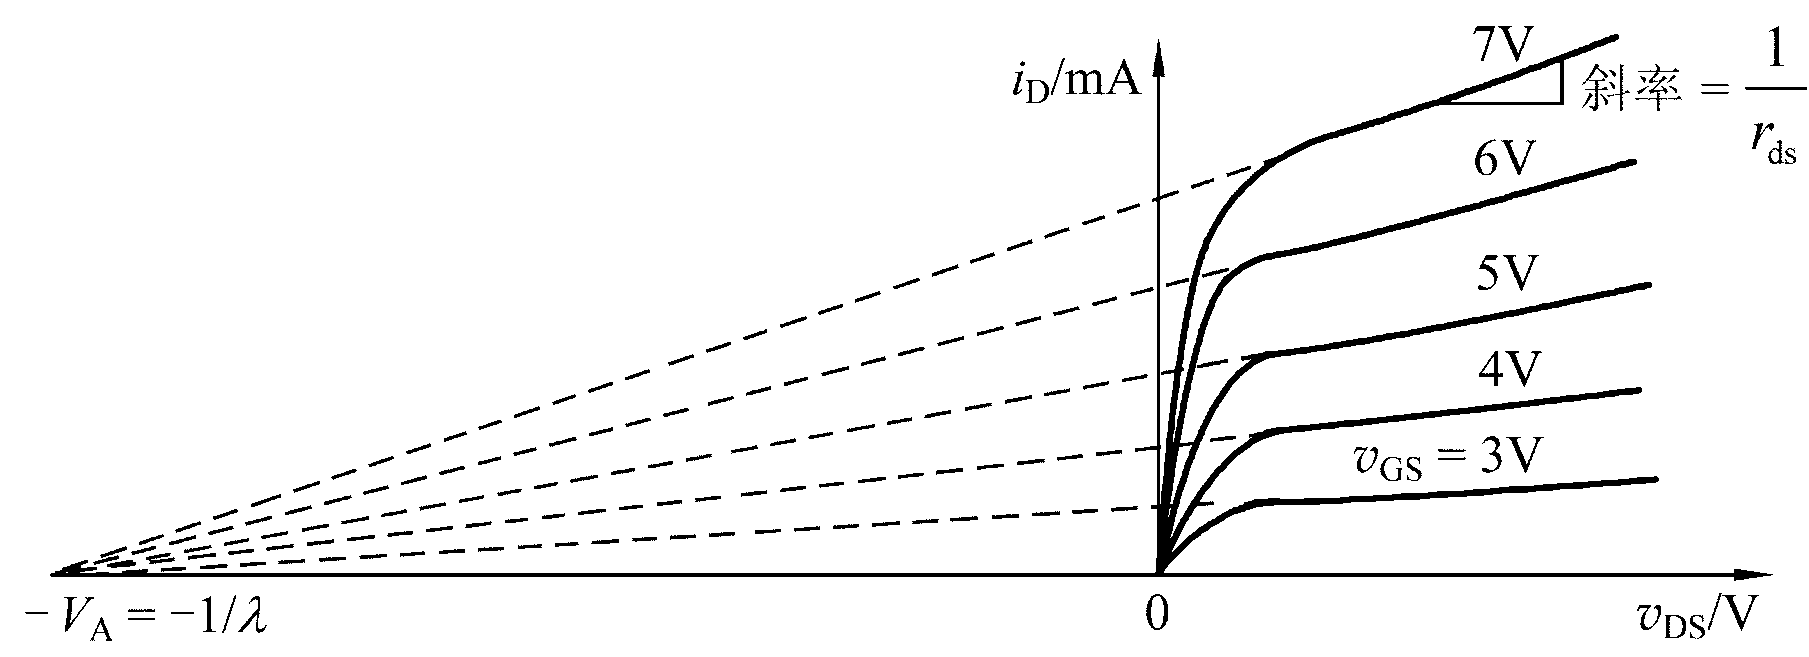 7V
i_D/mA
斜率 = 1/r_ds
6V
5V
4V
v_GS = 3V
− V_A = −1/λ
0
v_DS/V